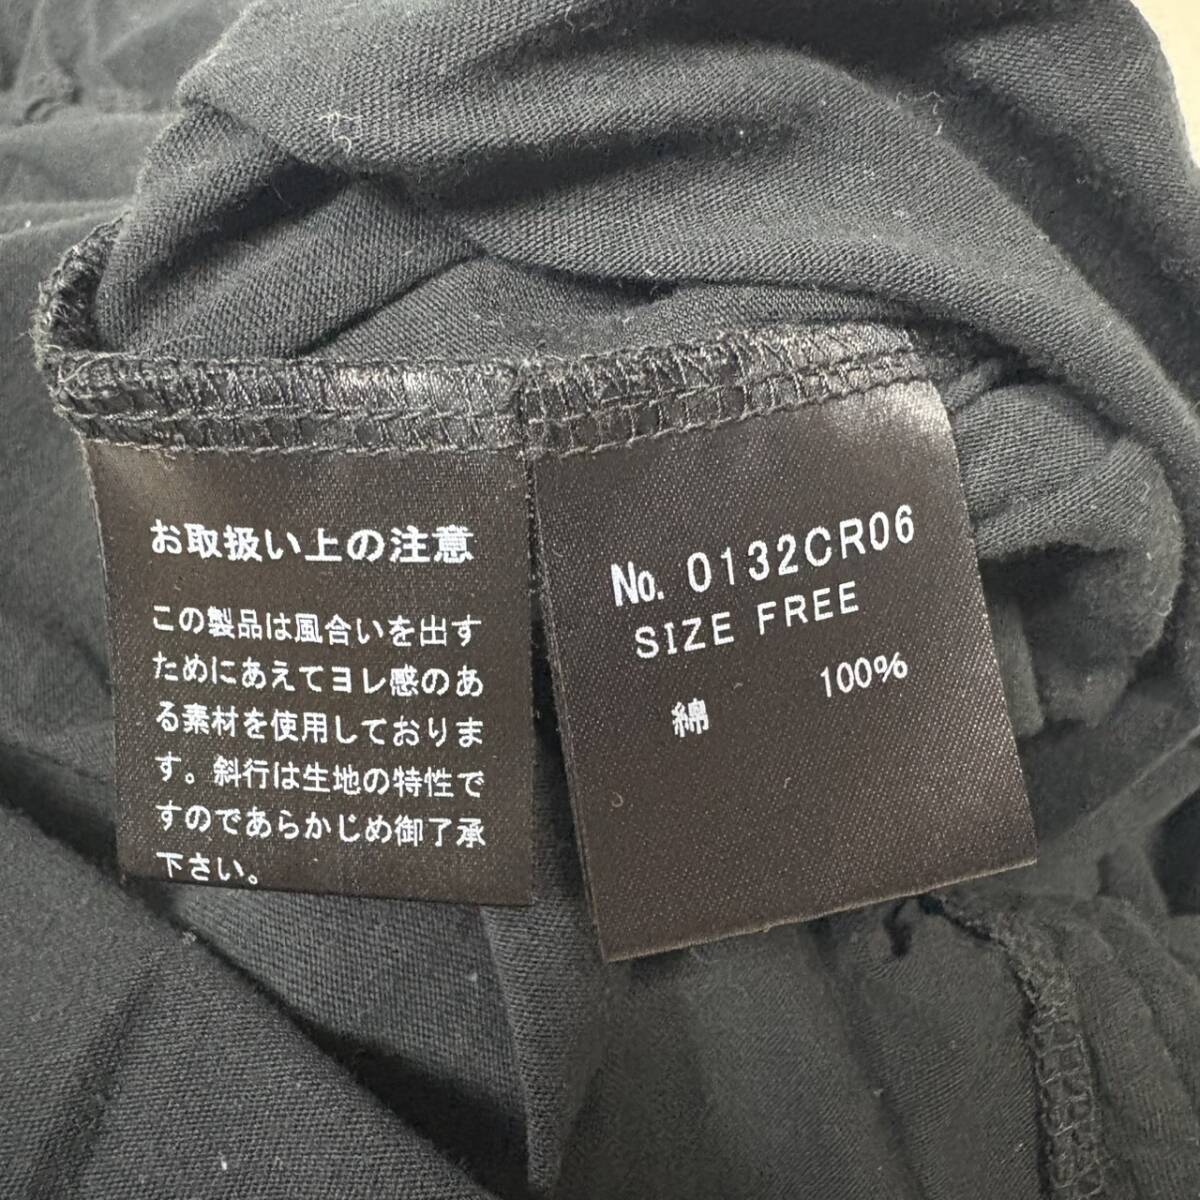 お取扱い上の注意
この製品は風合いを出す
ためにあえてヨレ感のあ
る素材を使用しておりま
す。斜行は生地の特性で
すのであらかじめ御了承
下さい。
No. 0132CR06
SIZE FREE
綿 100%